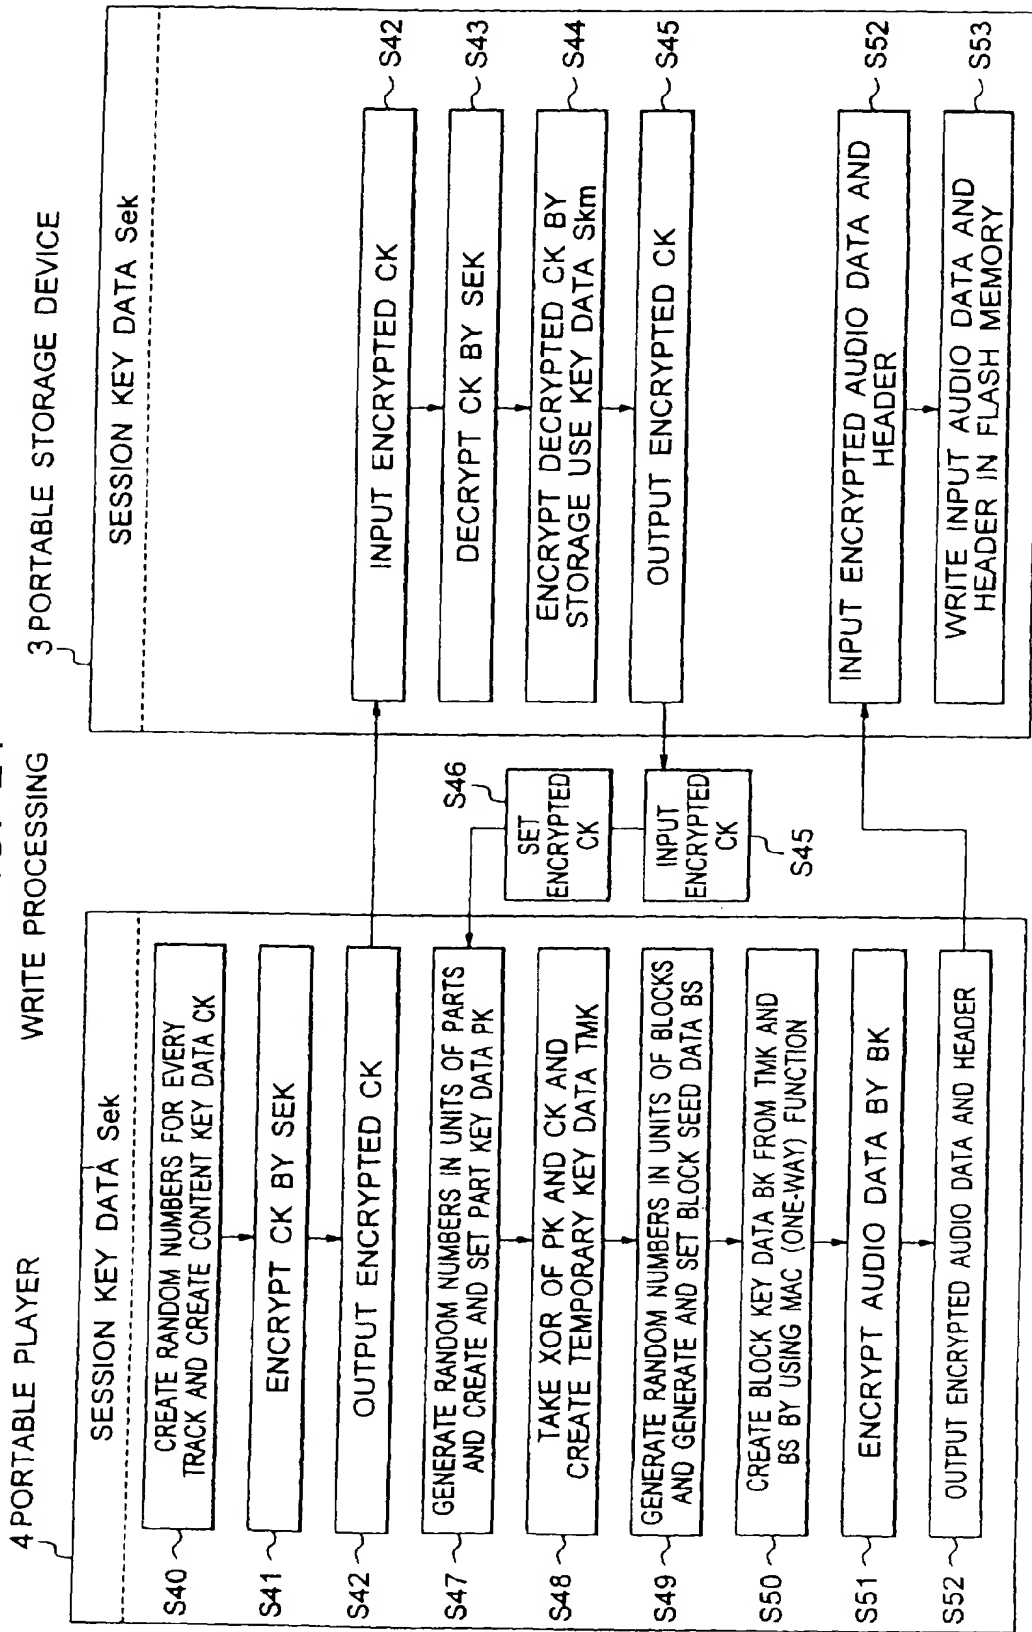 WRITE PROCESSING
4 PORTABLE PLAYER
SESSION KEY DATA Sek
S40
CREATE RANDOM NUMBERS FOR EVERY
TRACK AND CREATE CONTENT KEY DATA CK
S41
ENCRYPT CK BY SEK
S42
OUTPUT ENCRYPTED CK
S47
GENERATE RANDOM NUMBERS IN UNITS OF PARTS
AND CREATE AND SET PART KEY DATA PK
S48
TAKE XOR OF PK AND CK AND
CREATE TEMPORARY KEY DATA TMK
S49
GENERATE RANDOM NUMBERS IN UNITS OF BLOCKS
AND GENERATE AND SET BLOCK SEED DATA BS
S50
CREATE BLOCK KEY DATA BK FROM TMK AND
BS BY USING MAC (ONE-WAY) FUNCTION
S51
ENCRYPT AUDIO DATA BY BK
S52
OUTPUT ENCRYPTED AUDIO DATA AND HEADER
S46
SET
ENCRYPTED
CK
INPUT
ENCRYPTED
CK
S45
3 PORTABLE STORAGE DEVICE
SESSION KEY DATA Sek
INPUT ENCRYPTED CK
S42
DECRYPT CK BY SEK
S43
ENCRYPT DECRYPTED CK BY
STORAGE USE KEY DATA Skm
S44
OUTPUT ENCRYPTED CK
S45
INPUT ENCRYPTED AUDIO DATA AND
HEADER
S52
WRITE INPUT AUDIO DATA AND
HEADER IN FLASH MEMORY
S53